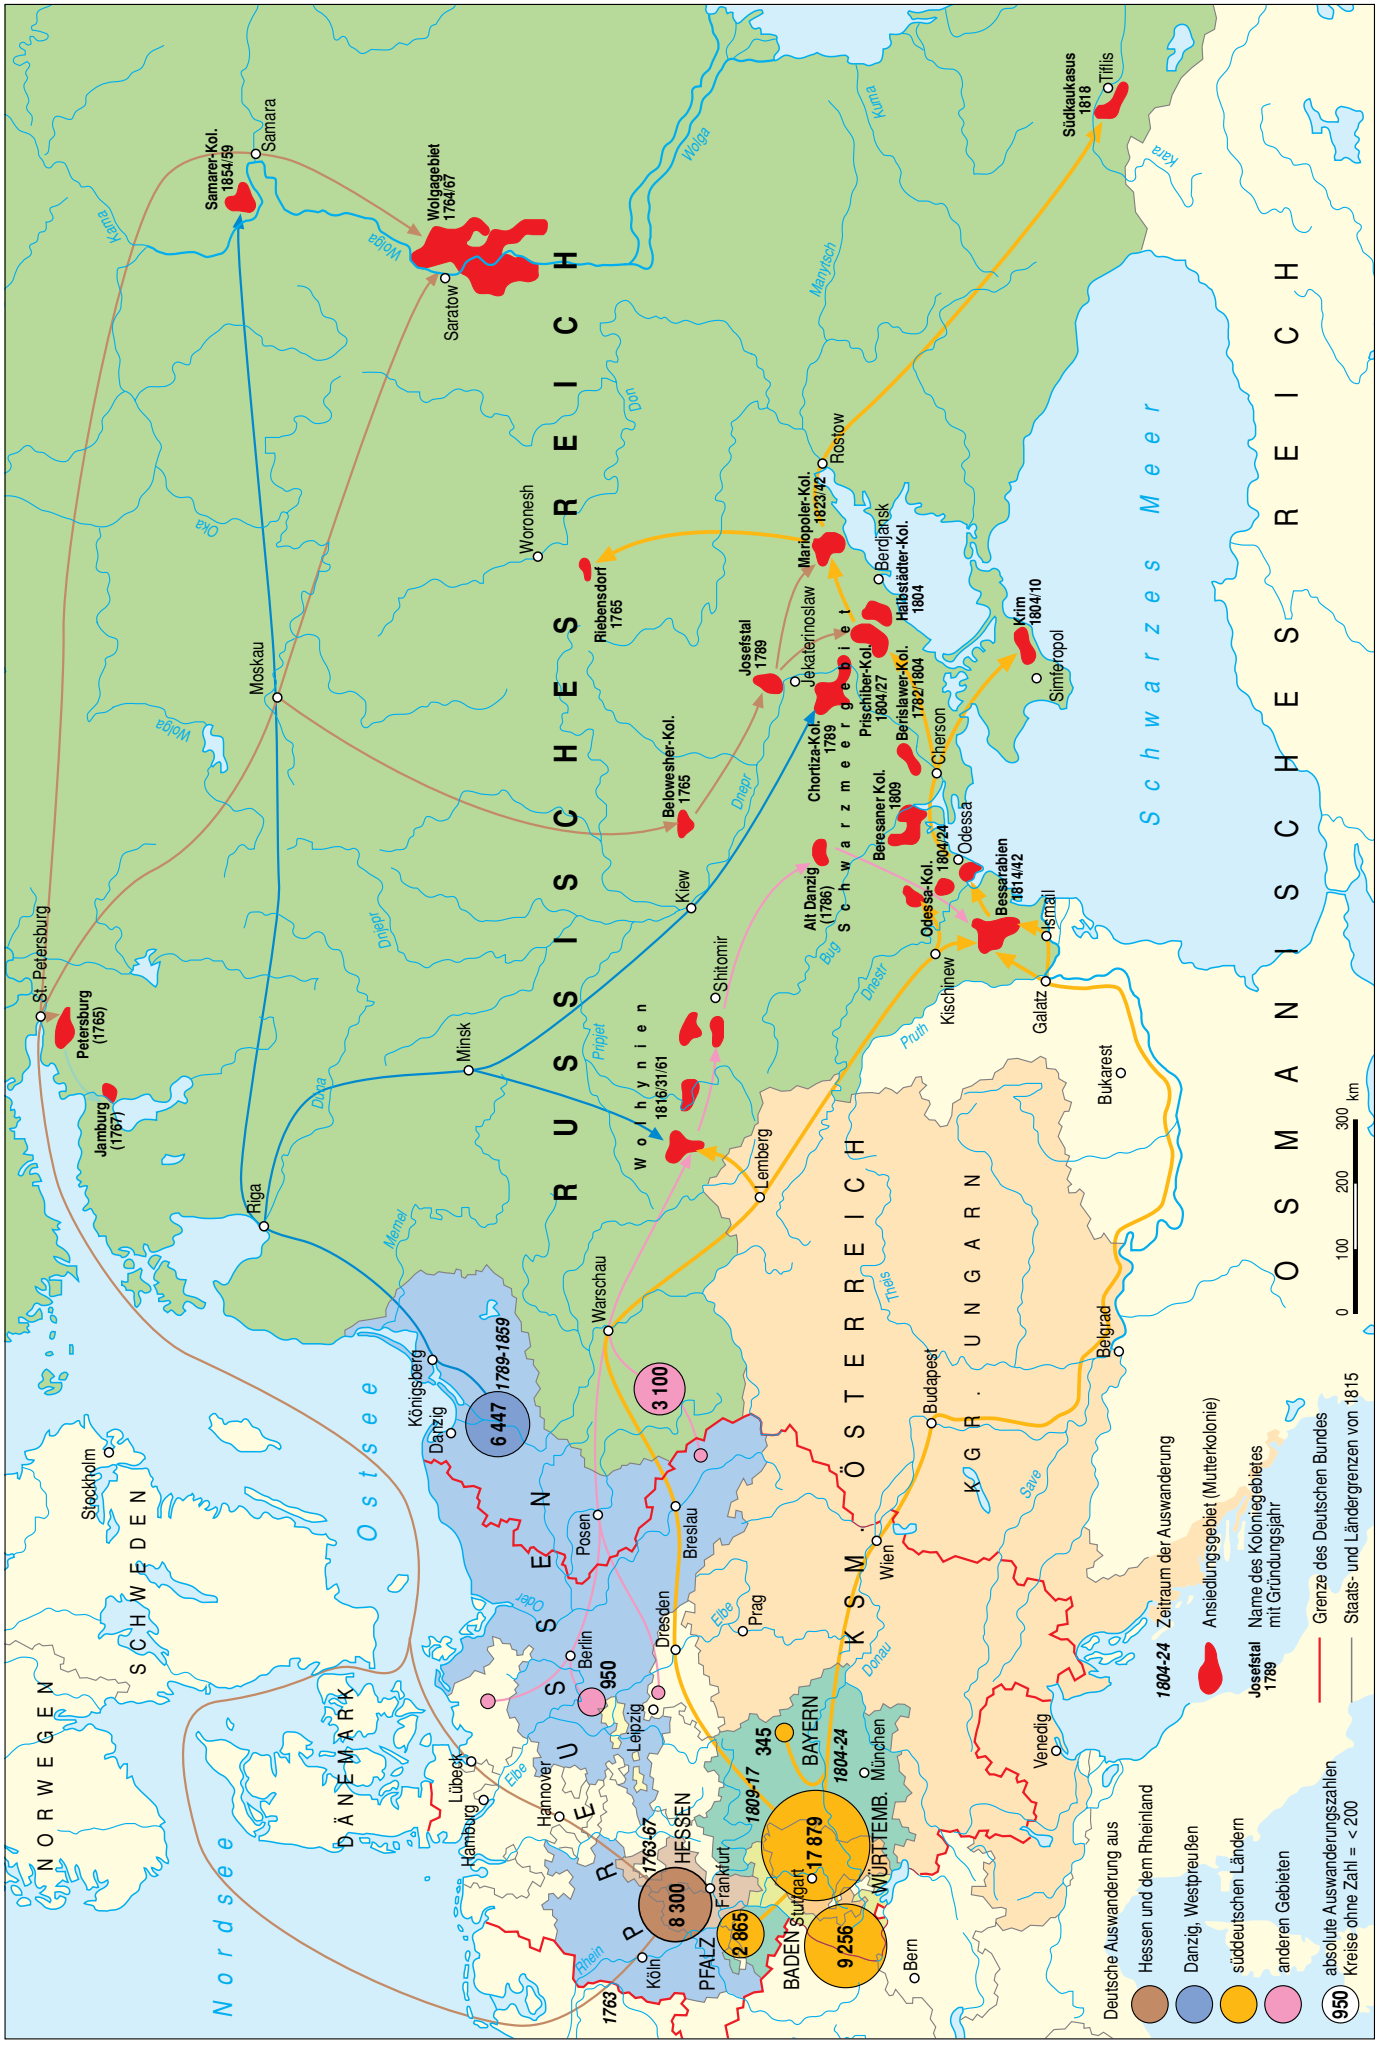 NORWEGEN
SCHWEDEN
Stockholm
DÄNEMARK
Nordsee
Ostsee
St. Petersburg
Petersburg
(1765)
Jamburg
(1767)
Riga
Düna
Memel
Königsberg
Danzig
6 447
1789-1859
Minsk
Moskau
Wolga
Oka
Dnepr
Kama
Samarer-Kol.
1854/59
Samara
Wolga
Wolgagebiet
1764/67
Saratow
Wolga
Kuma
Manytsch
Don
Woronesh
Riebensdorf
1765
RUSSISCHES REICH
Belowesher-Kol.
1765
Kiew
Dnepr
Josefstal
1789
Jekaterinoslaw
Chortiza-Kol.
1789
Schwarzmeergebiet
Prischiber-Kol.
1804/27
Halbstädter-Kol.
1804
Berdjansk
Mariopoler-Kol.
1823/42
Rostow
Südkaukasus
1818
Tiflis
Kara
Berislawer-Kol.
1782/1804
Cherson
Krim
1804/10
Simferopol
Beresaner Kol.
1809
Odessa-Kol.
1804/24
Odessa
Bessarabien
1814/42
Ismail
Alt Danzig
(1786)
Bug
Dnestr
Pruth
Kischinew
Galatz
Bukarest
Pripjet
Wolhynien
1816/31/61
Shitomir
Lemberg
Warschau
3 100
Posen
Breslau
Dresden
Oder
Berlin
950
Leipzig
PREUSSEN
Lübeck
Hamburg
Elbe
Hannover
1763-67
HESSEN
8 300
Frankfurt
Rhein
Köln
1763
PFALZ
2 865
BADEN
Stuttgart
17 879
9 256
WÜRTTEMB.
1809-17
345
BAYERN
1804-24
München
Bern
Elbe
Prag
Donau
Wien
KSM. ÖSTERREICH
KGR. UNGARN
Budapest
Theis
Save
Belgrad
Venedig
Schwarzes Meer
OSMANISCHES REICH
0 100 200 300 km
Deutsche Auswanderung aus
Hessen und dem Rheinland
Danzig, Westpreußen
süddeutschen Ländern
anderen Gebieten
950 absolute Auswanderungszahlen
Kreise ohne Zahl = < 200
1804-24 Zeitraum der Auswanderung
Ansiedlungsgebiet (Mutterkolonie)
Josefstal Name des Koloniegebietes
1789 mit Gründungsjahr
Grenze des Deutschen Bundes
Staats- und Ländergrenzen von 1815